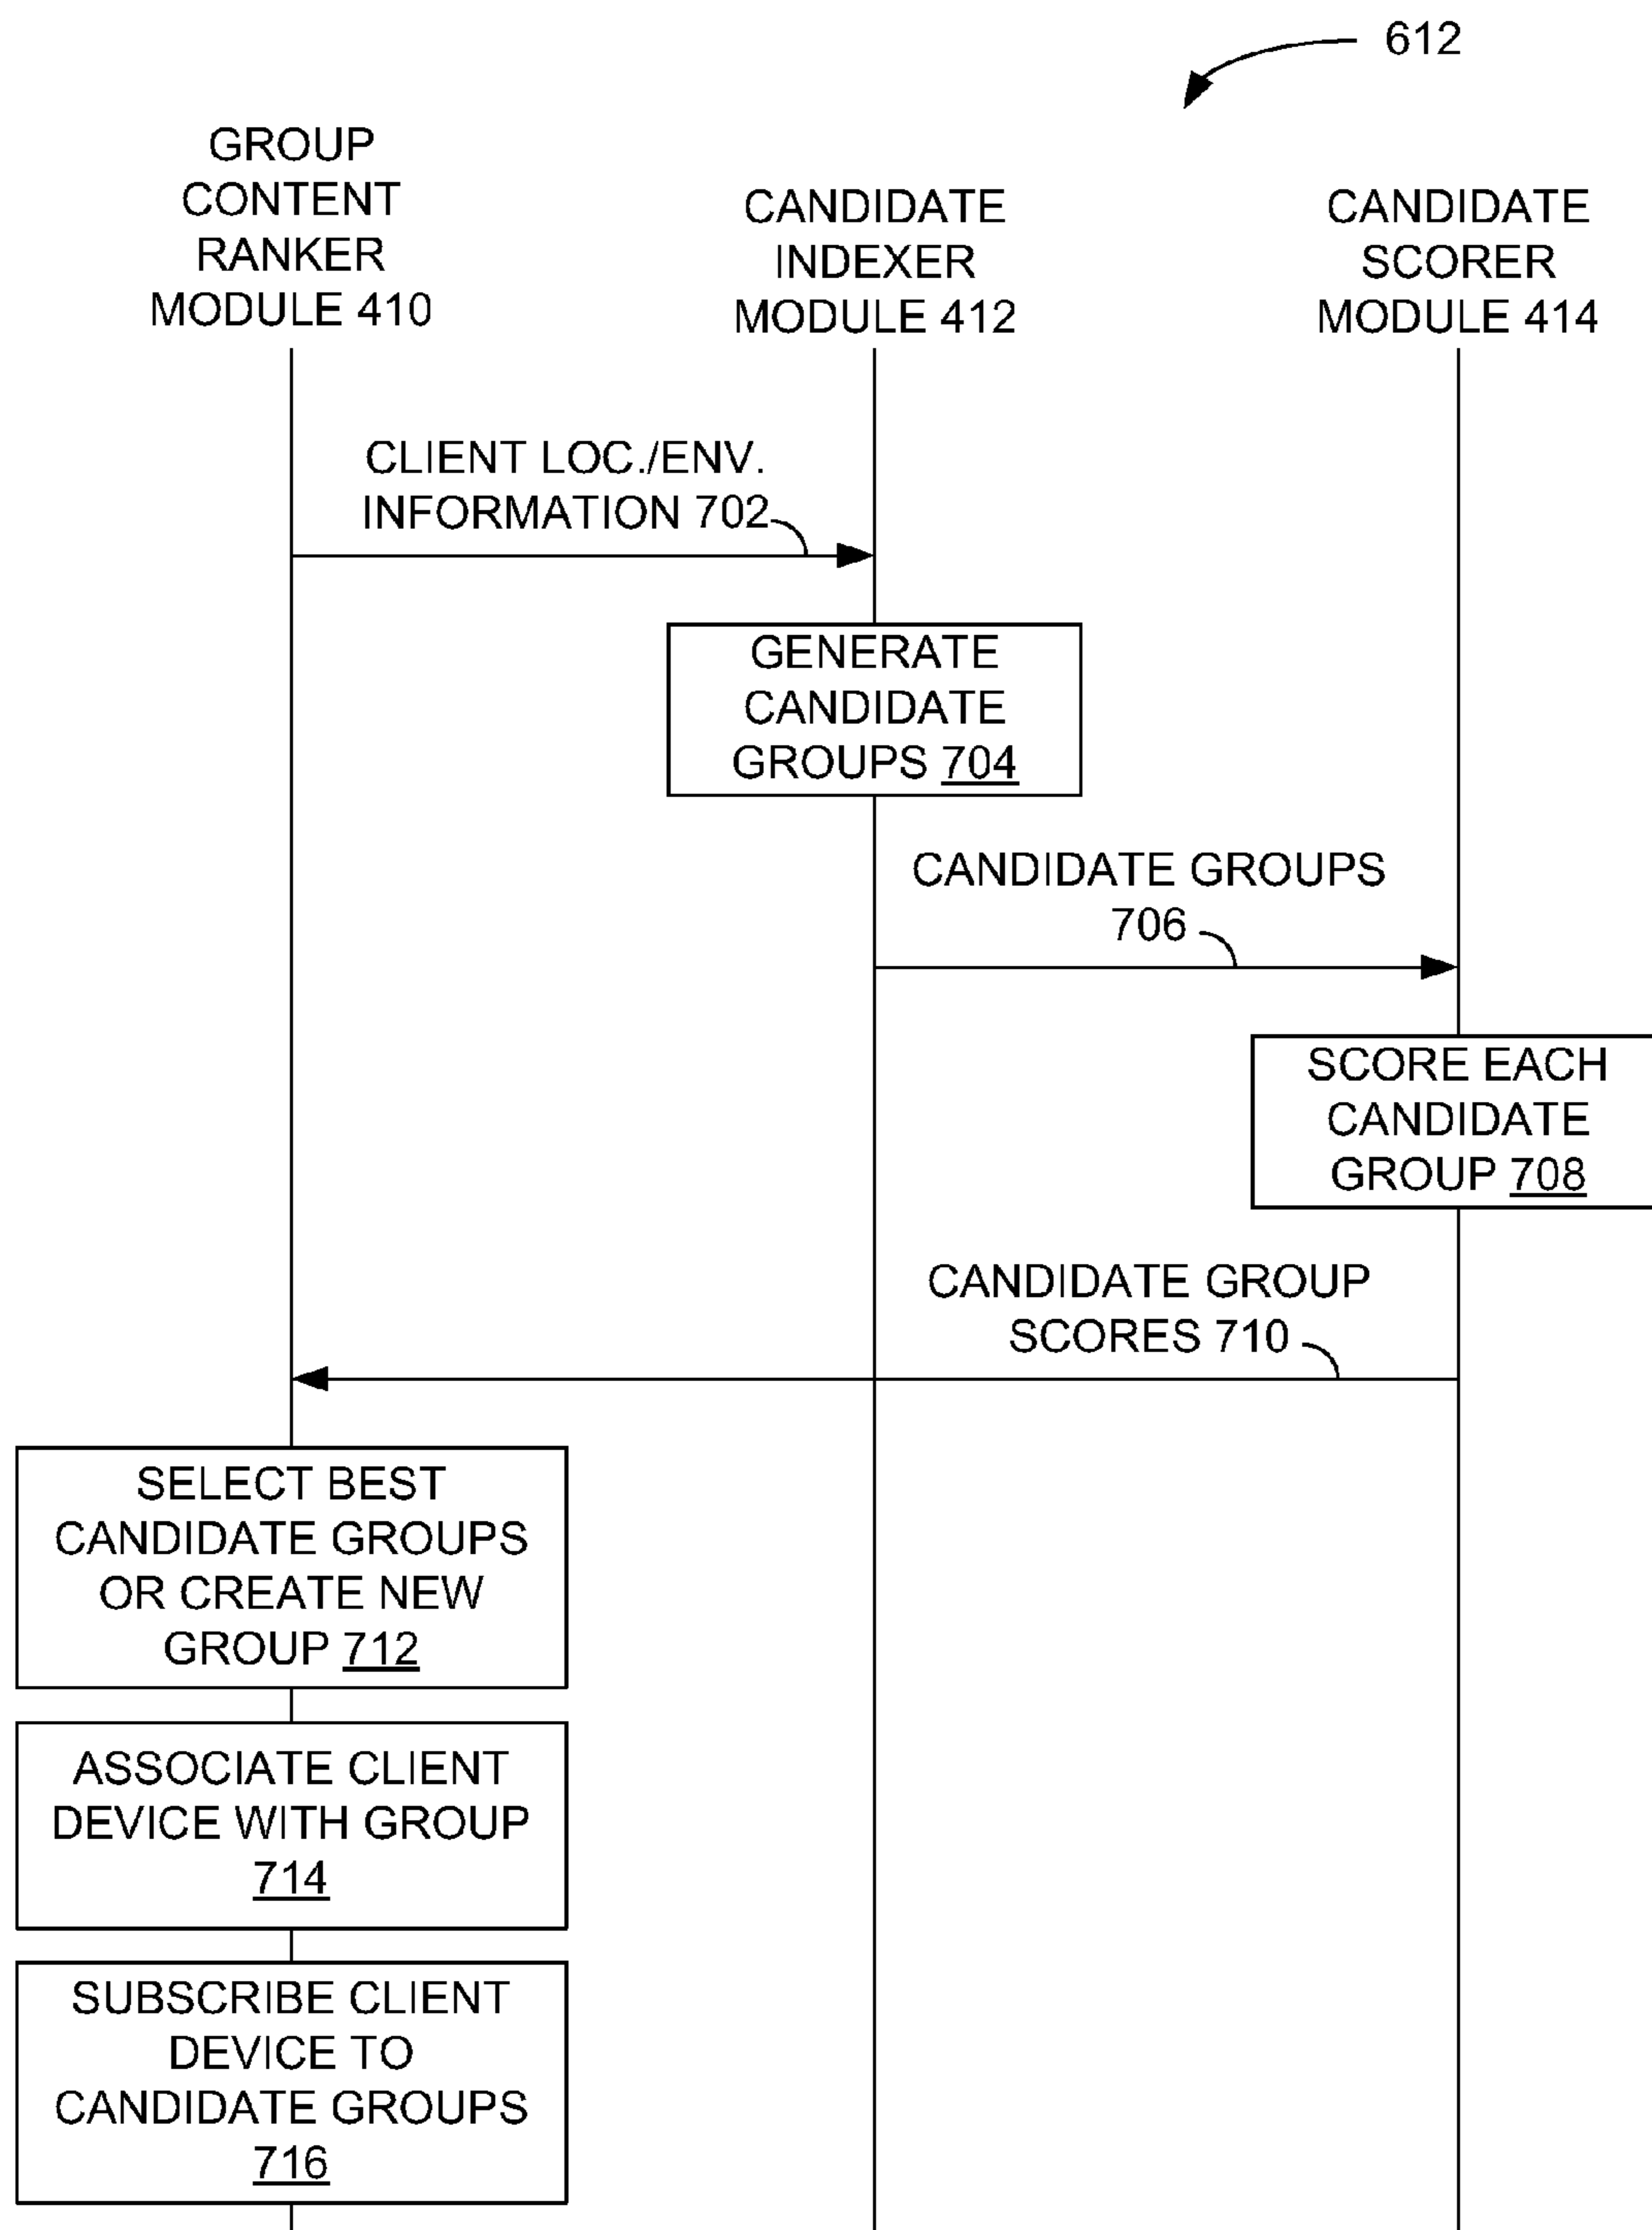 612
GROUP
CONTENT
RANKER
MODULE 410
CANDIDATE
INDEXER
MODULE 412
CANDIDATE
SCORER
MODULE 414
CLIENT LOC./ENV.
INFORMATION 702
GENERATE
CANDIDATE
GROUPS 704
CANDIDATE GROUPS
706
SCORE EACH
CANDIDATE
GROUP 708
CANDIDATE GROUP
SCORES 710
SELECT BEST
CANDIDATE GROUPS
OR CREATE NEW
GROUP 712
ASSOCIATE CLIENT
DEVICE WITH GROUP
714
SUBSCRIBE CLIENT
DEVICE TO
CANDIDATE GROUPS
716